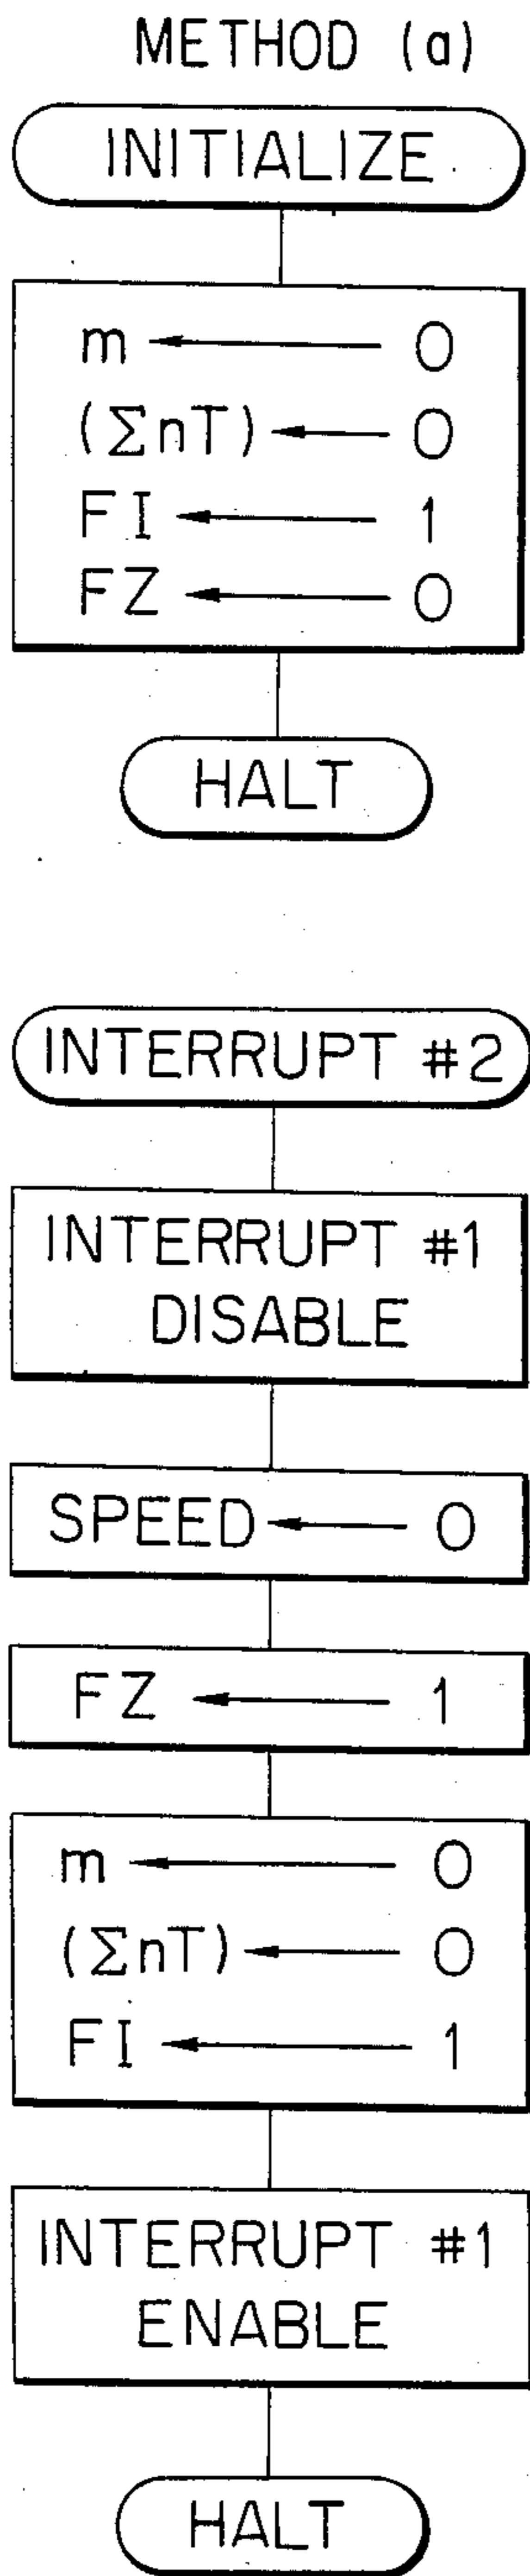 METHOD (a)
INITIALIZE
m ← 0
(ΣnT) ← 0
FI ← 1
FZ ← 0
HALT
INTERRUPT #2
INTERRUPT #1
DISABLE
SPEED ← 0
FZ ← 1
m ← 0
(ΣnT) ← 0
FI ← 1
INTERRUPT #1
ENABLE
HALT